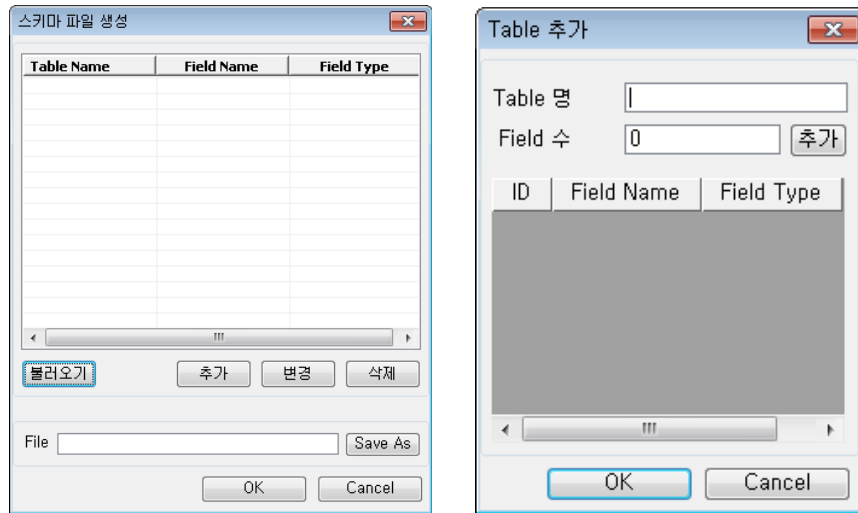 스키마 파일 생성
Table Name Field Name Field Type
불러오기 추가 변경 삭제
File Save As
OK Cancel
Table 추가
Table 명
Field 수 0 추가
ID Field Name Field Type
OK Cancel